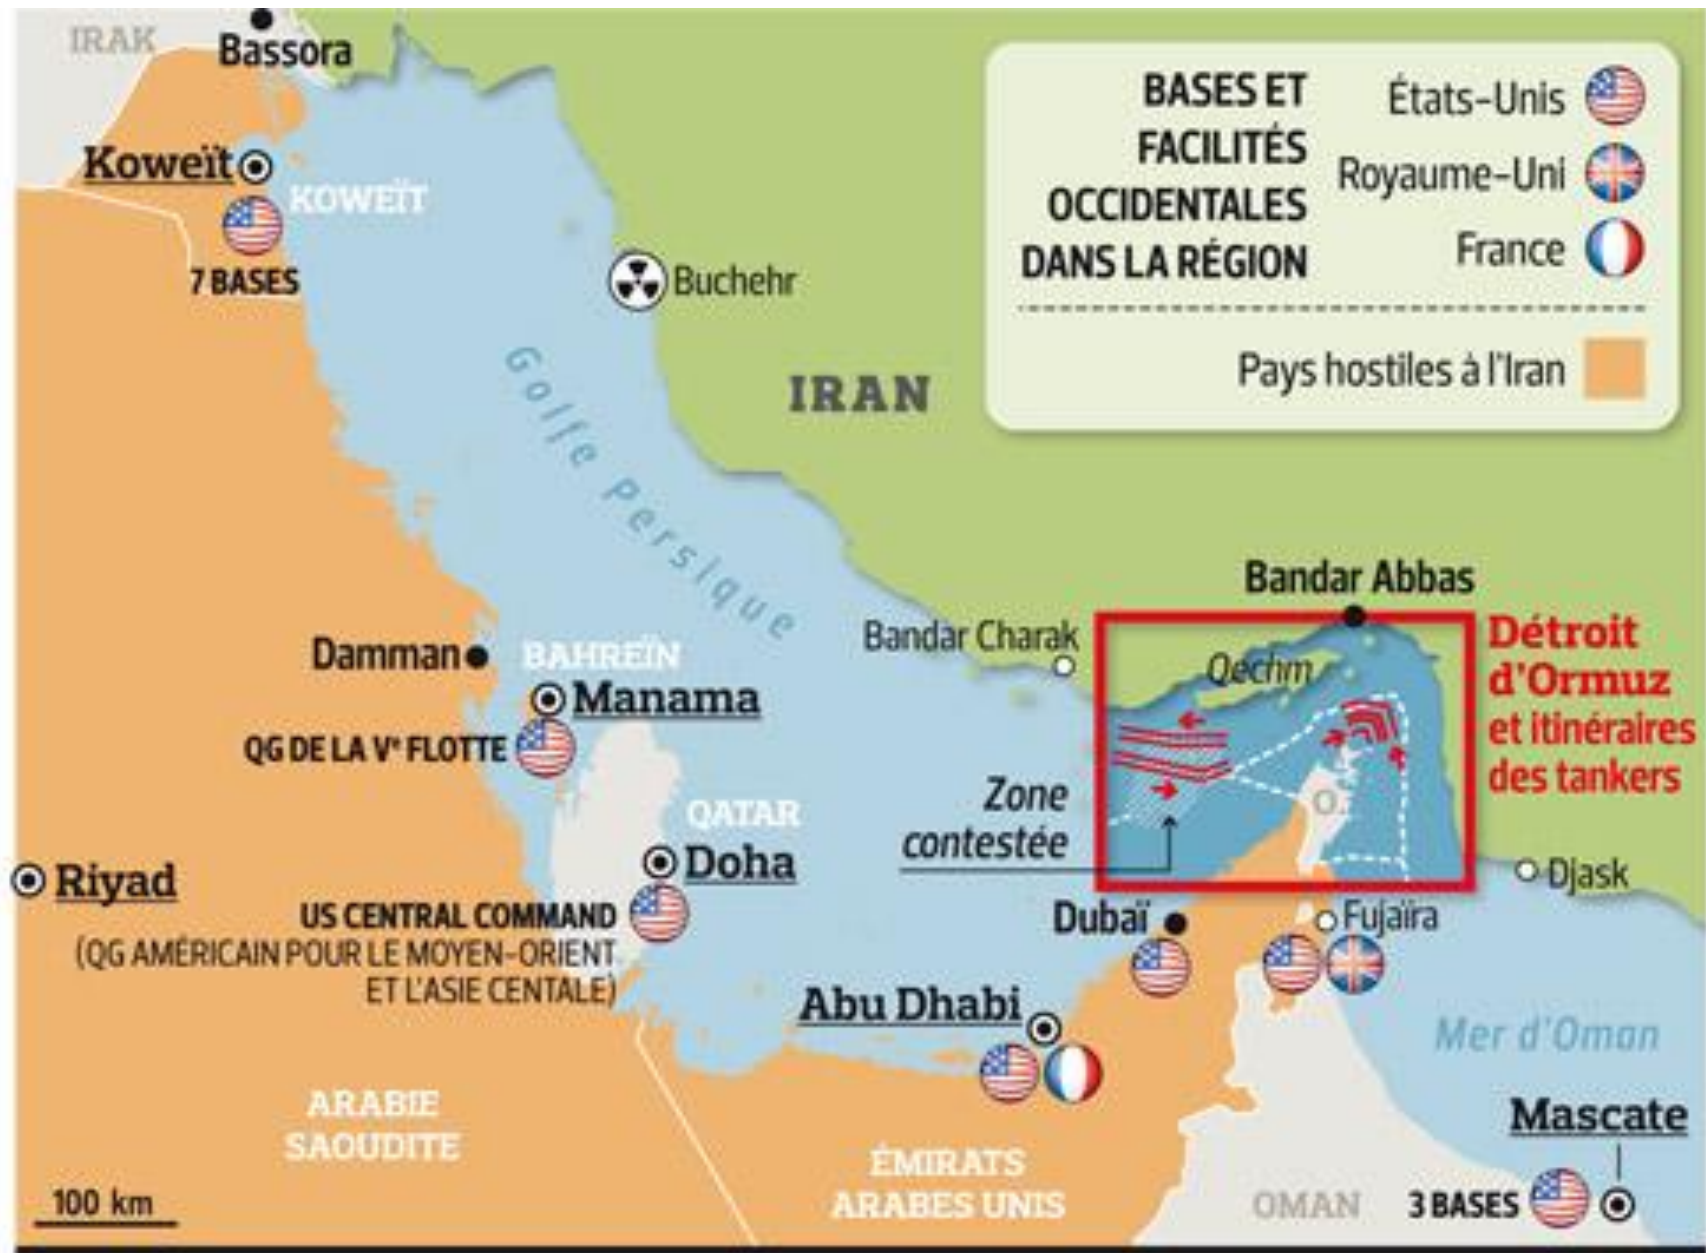 IRAK
Bassora
Koweït
KOWEÏT
7 BASES
Buchehr
IRAN
Golfe Persique
BASES ET
FACILITÉS
OCCIDENTALES
DANS LA RÉGION
États-Unis
Royaume-Uni
France
Pays hostiles à l'Iran
Bandar Abbas
Bandar Charak
Qechm
Détroit
d'Ormuz
et itinéraires
des tankers
Damman
BAHREÏN
Manama
QG DE LA Ve FLOTTE
Zone
contestée
O.
QATAR
Doha
Riyad
US CENTRAL COMMAND
(QG AMÉRICAIN POUR LE MOYEN-ORIENT
ET L'ASIE CENTALE)
Djask
Dubaï
Fujaïra
Abu Dhabi
Mer d'Oman
ARABIE
SAOUDITE
ÉMIRATS
ARABES UNIS
Mascate
OMAN
3 BASES
100 km